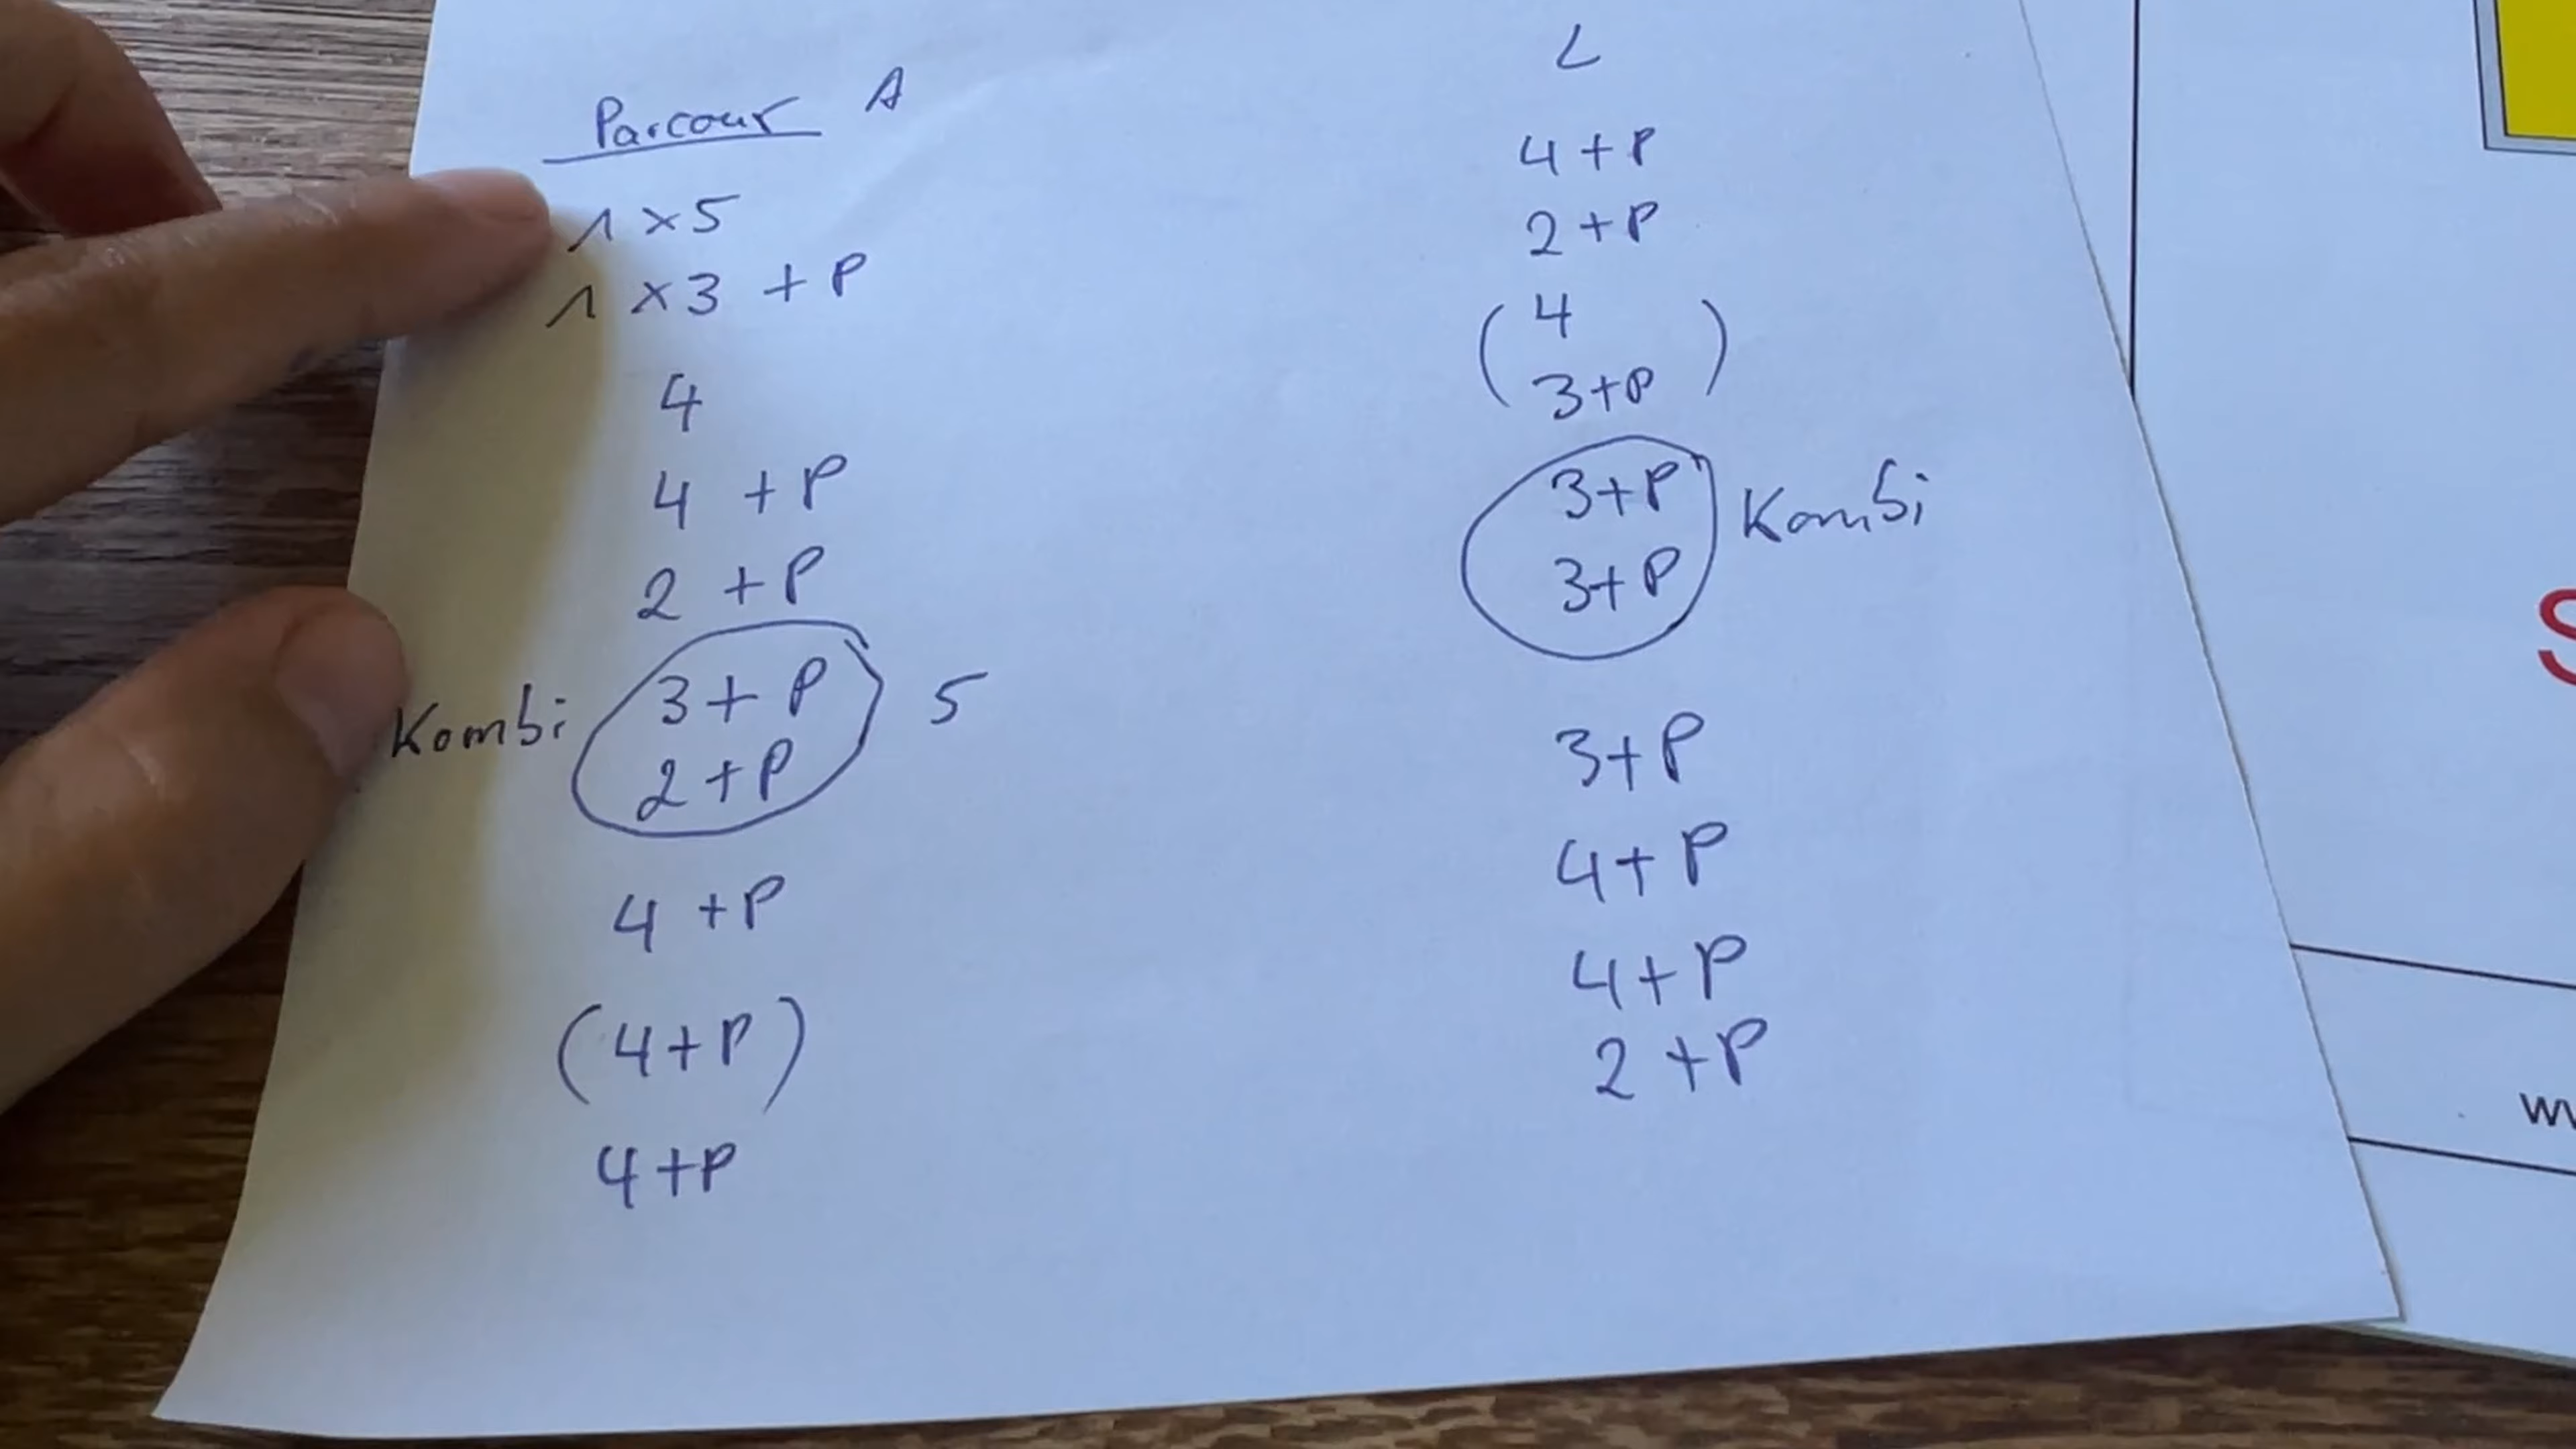 Parcour A
1 x 5
1 x 3 + P
4
4 + P
2 + P
Kombi 3 + P 5
2 + P
4 + P
(4 + P)
4 + P
L
4 + P
2 + P
( 4
3 + P )
3 + P Kombi
3 + P
3 + P
4 + P
4 + P
2 + P
S